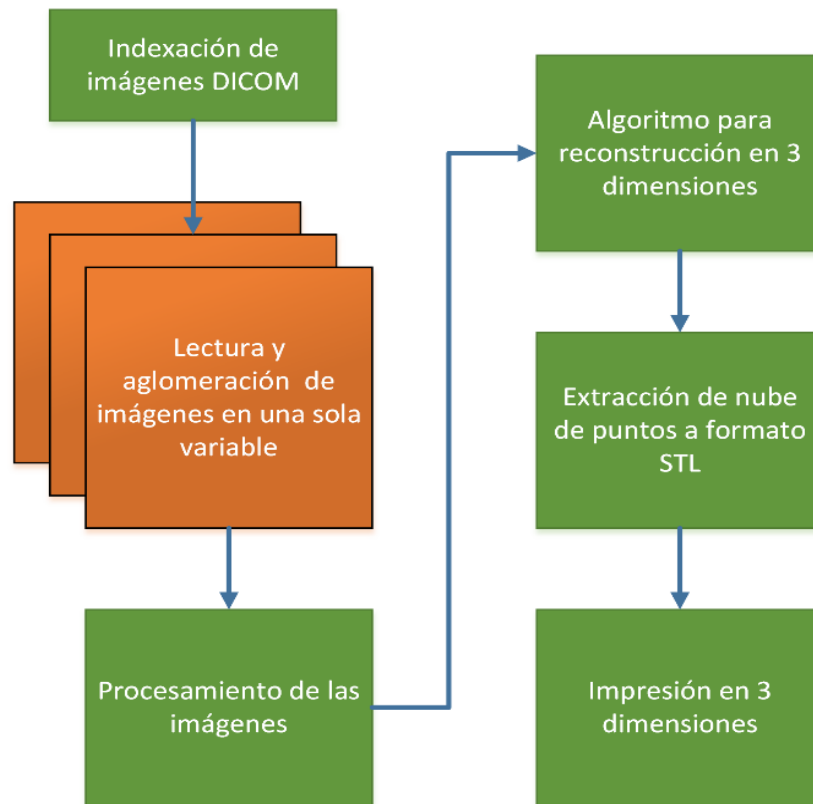 Indexación de
imágenes DICOM
Lectura y
aglomeración de
imágenes en una sola
variable
Procesamiento de las
imágenes
Algoritmo para
reconstrucción en 3
dimensiones
Extracción de nube
de puntos a formato
STL
Impresión en 3
dimensiones